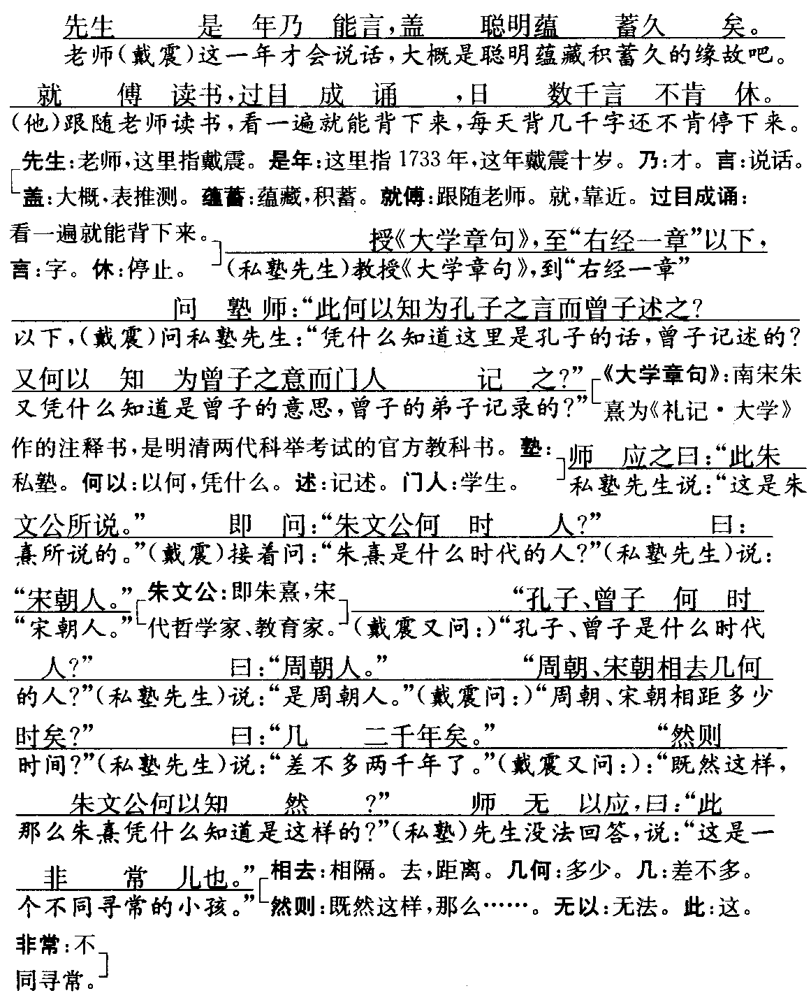 先生 是 年乃 能言,盖 聪明蕴 蓄久 矣。
老师(戴震)这一年才会说话,大概是聪明蕴藏积蓄久的缘故吧。
就 傅 读书,过目 成 诵 ,日 数千言 不肯 休。
(他)跟随老师读书,看一遍就能背下来,每天背几千字还不肯停下来。
先生:老师,这里指戴震。是年:这里指 1733 年,这年戴震十岁。乃:才。言:说话。
盖:大概,表推测。蕴蓄:蕴藏,积蓄。就傅:跟随老师。就,靠近。过目成诵:
看一遍就能背下来。
言:字。休:停止。
授《大学章句》,至“右经一章”以下,
(私塾先生)教授《大学章句》,到“右经一章”
问 塾 师:“此何以知为孔子之言而曾子述之?
以下,(戴震)问私塾先生:“凭什么知道这里是孔子的话,曾子记述的?
又何以 知 为曾子之意而门人 记 之?”
又凭什么知道是曾子的意思,曾子的弟子记录的?”
《大学章句》:南宋朱
熹为《礼记·大学》
作的注释书,是明清两代科举考试的官方教科书。塾:
私塾。何以:以何,凭什么。述:记述。门人:学生。
师 应之曰:“此朱
私塾先生说:“这是朱
文公所说。” 即 问:“朱文公何 时 人?” 曰:
熹所说的。”(戴震)接着问:“朱熹是什么时代的人?”(私塾先生)说:
“宋朝人。”
“宋朝人。”
朱文公:即朱熹,宋
代哲学家、教育家。
“孔子、曾子 何 时
(戴震又问:)“孔子、曾子是什么时代
人?” 曰:“周朝人。” “周朝、宋朝相去几何
的人?”(私塾先生)说:“是周朝人。”(戴震问:)“周朝、宋朝相距多少
时矣?” 曰:“几 二千年矣。” “然则
时间?”(私塾先生)说:“差不多两千年了。”(戴震又问:):“既然这样,
朱文公何以知 然 ?” 师 无 以应,曰:“此
那么朱熹凭什么知道是这样的?”(私塾)先生没法回答,说:“这是一
非 常 儿也。”
个不同寻常的小孩。”
相去:相隔。去,距离。几何:多少。几:差不多。
然则:既然这样,那么……。无以:无法。此:这。
非常:不
同寻常。